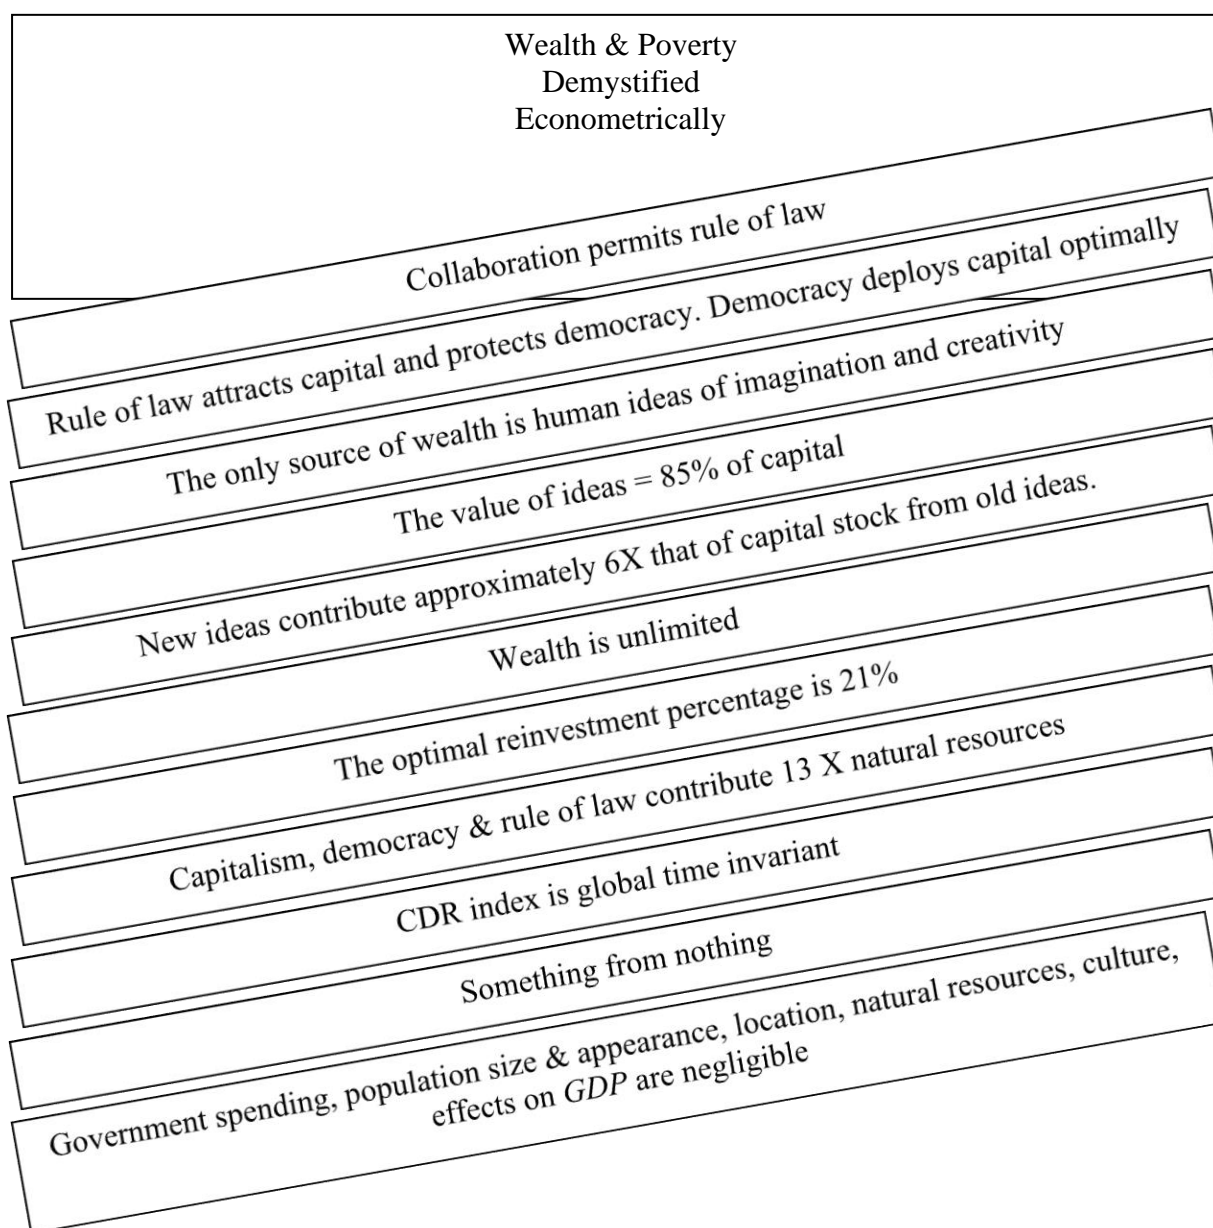 Wealth & Poverty
Demystified
Econometrically
Collaboration permits rule of law
Rule of law attracts capital and protects democracy. Democracy deploys capital optimally
The only source of wealth is human ideas of imagination and creativity
The value of ideas = 85% of capital
New ideas contribute approximately 6X that of capital stock from old ideas.
Wealth is unlimited
The optimal reinvestment percentage is 21%
Capitalism, democracy & rule of law contribute 13 X natural resources
CDR index is global time invariant
Something from nothing
Government spending, population size & appearance, location, natural resources, culture,
effects on GDP are negligible